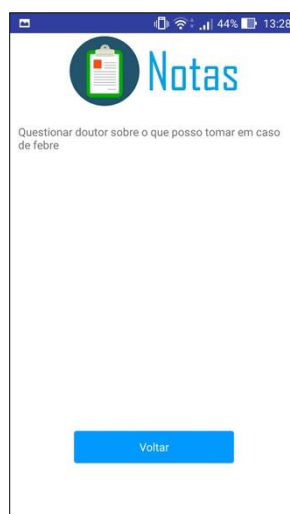 44% 13:28
Notas
Questionar doutor sobre o que posso tomar em caso
de febre
Voltar